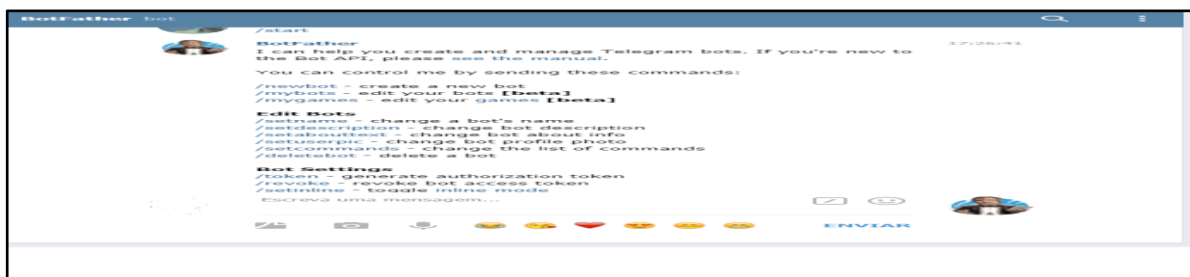 BotFather bot
/start
BotFather 17:26:41
I can help you create and manage Telegram bots. If you're new to
the Bot API, please see the manual.
You can control me by sending these commands:
/newbot - create a new bot
/mybots - edit your bots [beta]
/mygames - edit your games [beta]
Edit Bots
/setname - change a bot's name
/setdescription - change bot description
/setabouttext - change bot about info
/setuserpic - change bot profile photo
/setcommands - change the list of commands
/deletebot - delete a bot
Bot Settings
/token - generate authorization token
/revoke - revoke bot access token
/setinline - toggle inline mode
Escreva uma mensagem...
ENVIAR